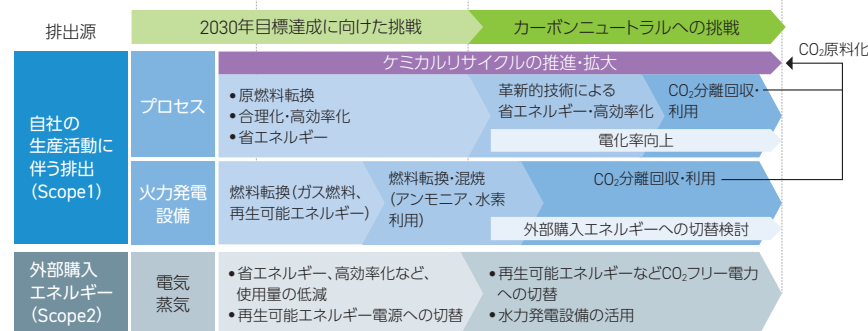 排出源
2030年目標達成に向けた挑戦
カーボンニュートラルへの挑戦
CO₂原料化
ケミカルリサイクルの推進・拡大
自社の
生産活動に
伴う排出
(Scope1)
プロセス
•原燃料転換
•合理化・高効率化
•省エネルギー
革新的技術による
省エネルギー・高効率化
CO₂分離回収・
利用
電化率向上
火力発電
設備
燃料転換(ガス燃料、
再生可能エネルギー)
燃料転換・混焼
(アンモニア、水素
利用)
CO₂分離回収・利用
外部購入エネルギーへの切替検討
外部購入
エネルギー
(Scope2)
電気
蒸気
•省エネルギー、高効率化など、
使用量の低減
•再生可能エネルギー電源への切替
•再生可能エネルギーなどCO₂フリー電力
への切替
•水力発電設備の活用